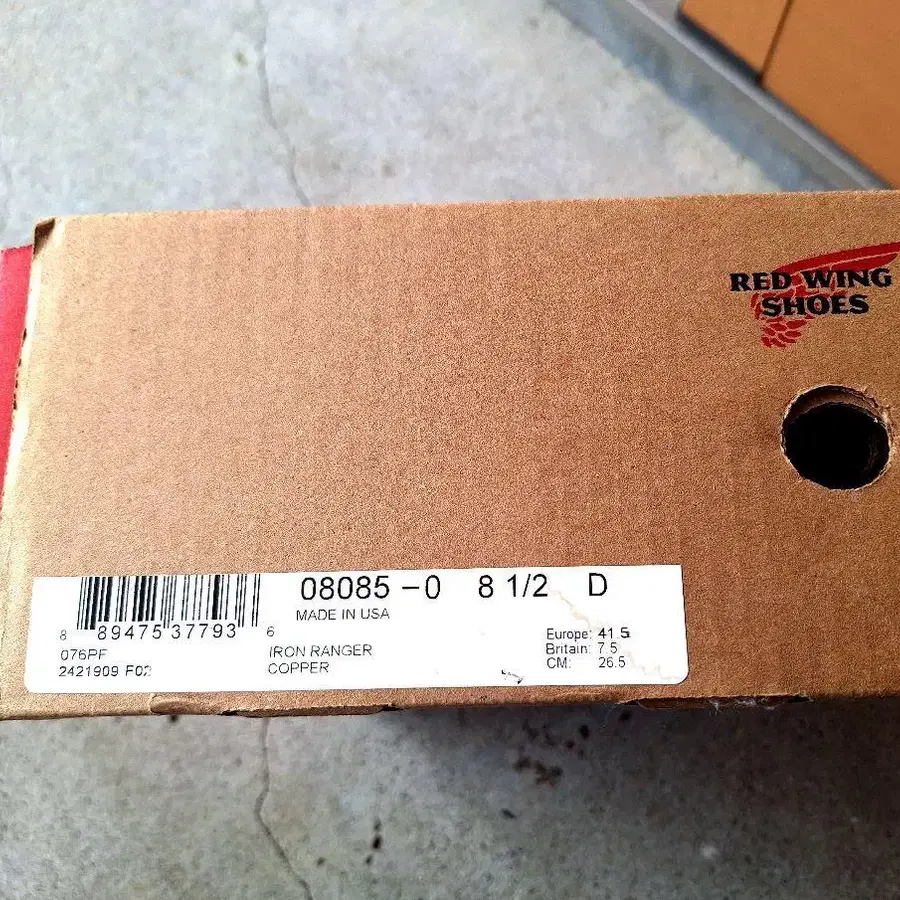 RED WING
SHOES
08085-0 8 1/2 D
MADE IN USA
8 89475 37793 6
076PF
2421909 F02
IRON RANGER
COPPER
Europe: 41.5
Britain: 7.5
CM: 26.5